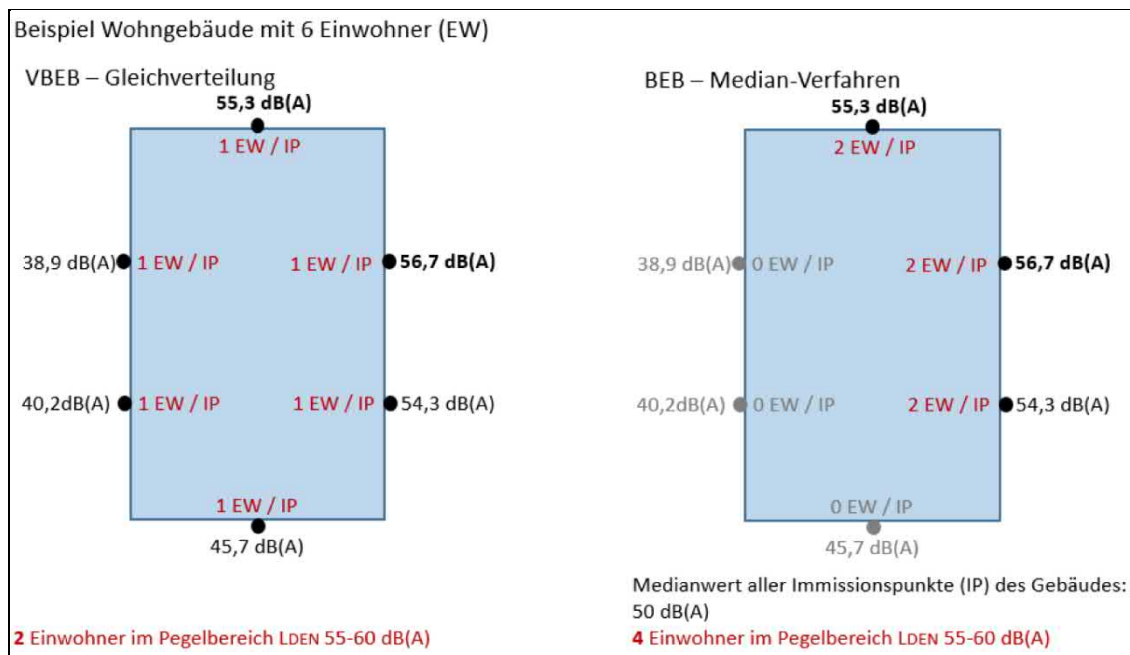 Beispiel Wohngebäude mit 6 Einwohner (EW)
VBEB – Gleichverteilung
55,3 dB(A)
1 EW / IP
38,9 dB(A)
1 EW / IP
1 EW / IP
56,7 dB(A)
40,2dB(A)
1 EW / IP
1 EW / IP
54,3 dB(A)
1 EW / IP
45,7 dB(A)
2 Einwohner im Pegelbereich LDEN 55-60 dB(A)
BEB – Median-Verfahren
55,3 dB(A)
2 EW / IP
38,9 dB(A)
0 EW / IP
2 EW / IP
56,7 dB(A)
40,2dB(A)
0 EW / IP
2 EW / IP
54,3 dB(A)
0 EW / IP
45,7 dB(A)
Medianwert aller Immissionspunkte (IP) des Gebäudes:
50 dB(A)
4 Einwohner im Pegelbereich LDEN 55-60 dB(A)